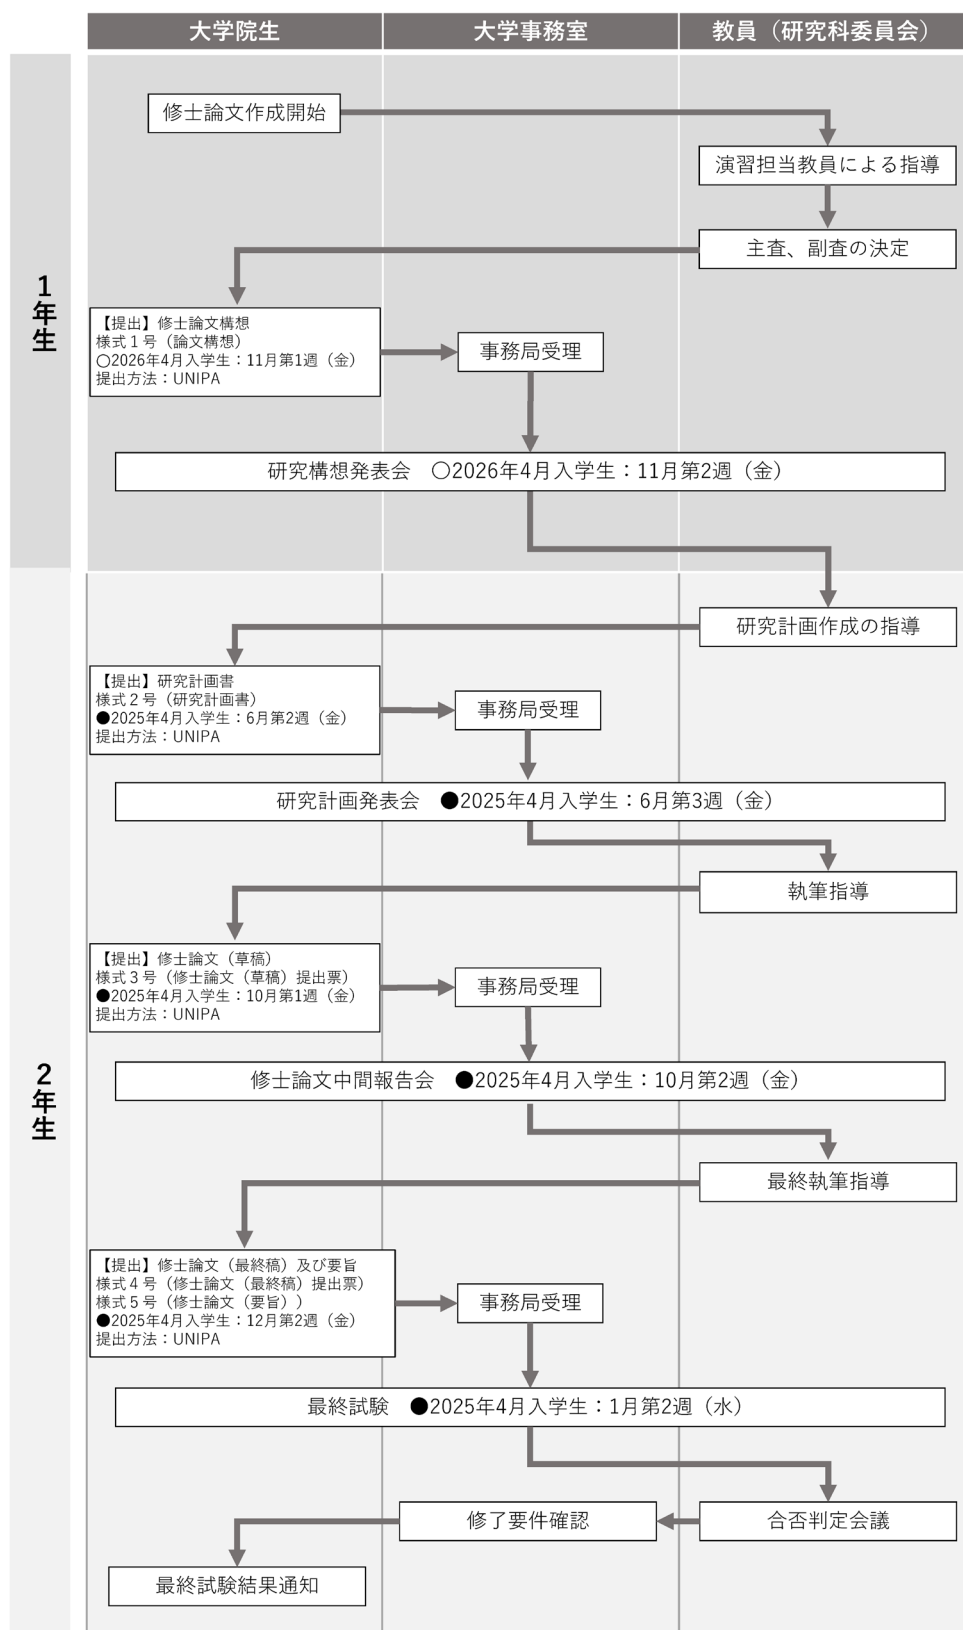 大学院生
大学事務室
教員（研究科委員会）
1年生
修士論文作成開始
演習担当教員による指導
主査、副査の決定
【提出】修士論文構想
様式１号（論文構想）
○2026年4月入学生：11月第1週（金）
提出方法：UNIPA
事務局受理
研究構想発表会　○2026年4月入学生：11月第2週（金）
2年生
研究計画作成の指導
【提出】研究計画書
様式２号（研究計画書）
●2025年4月入学生：6月第2週（金）
提出方法：UNIPA
事務局受理
研究計画発表会　●2025年4月入学生：6月第3週（金）
執筆指導
【提出】修士論文（草稿）
様式３号（修士論文（草稿）提出票）
●2025年4月入学生：10月第1週（金）
提出方法：UNIPA
事務局受理
修士論文中間報告会　●2025年4月入学生：10月第2週（金）
最終執筆指導
【提出】修士論文（最終稿）及び要旨
様式４号（修士論文（最終稿）提出票）
様式５号（修士論文（要旨））
●2025年4月入学生：12月第2週（金）
提出方法：UNIPA
事務局受理
最終試験　●2025年4月入学生：1月第2週（水）
合否判定会議
修了要件確認
最終試験結果通知